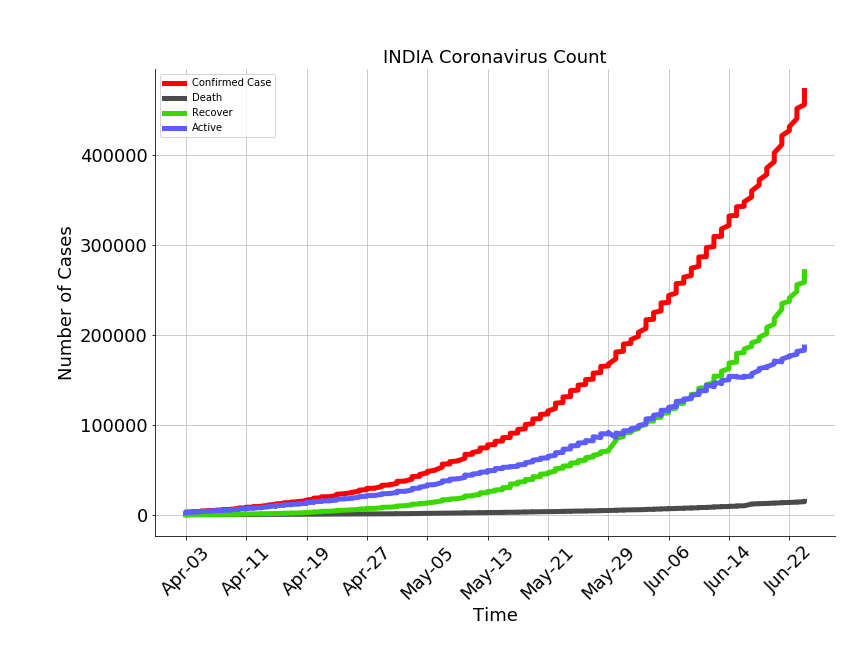 INDIA Coronavirus Count
Confirmed Case
Death
Recover
Active
Number of Cases
400000
300000
200000
100000
0
Apr-03
Apr-11
Apr-19
Apr-27
May-05
May-13
May-21
May-29
Jun-06
Jun-14
Jun-22
Time